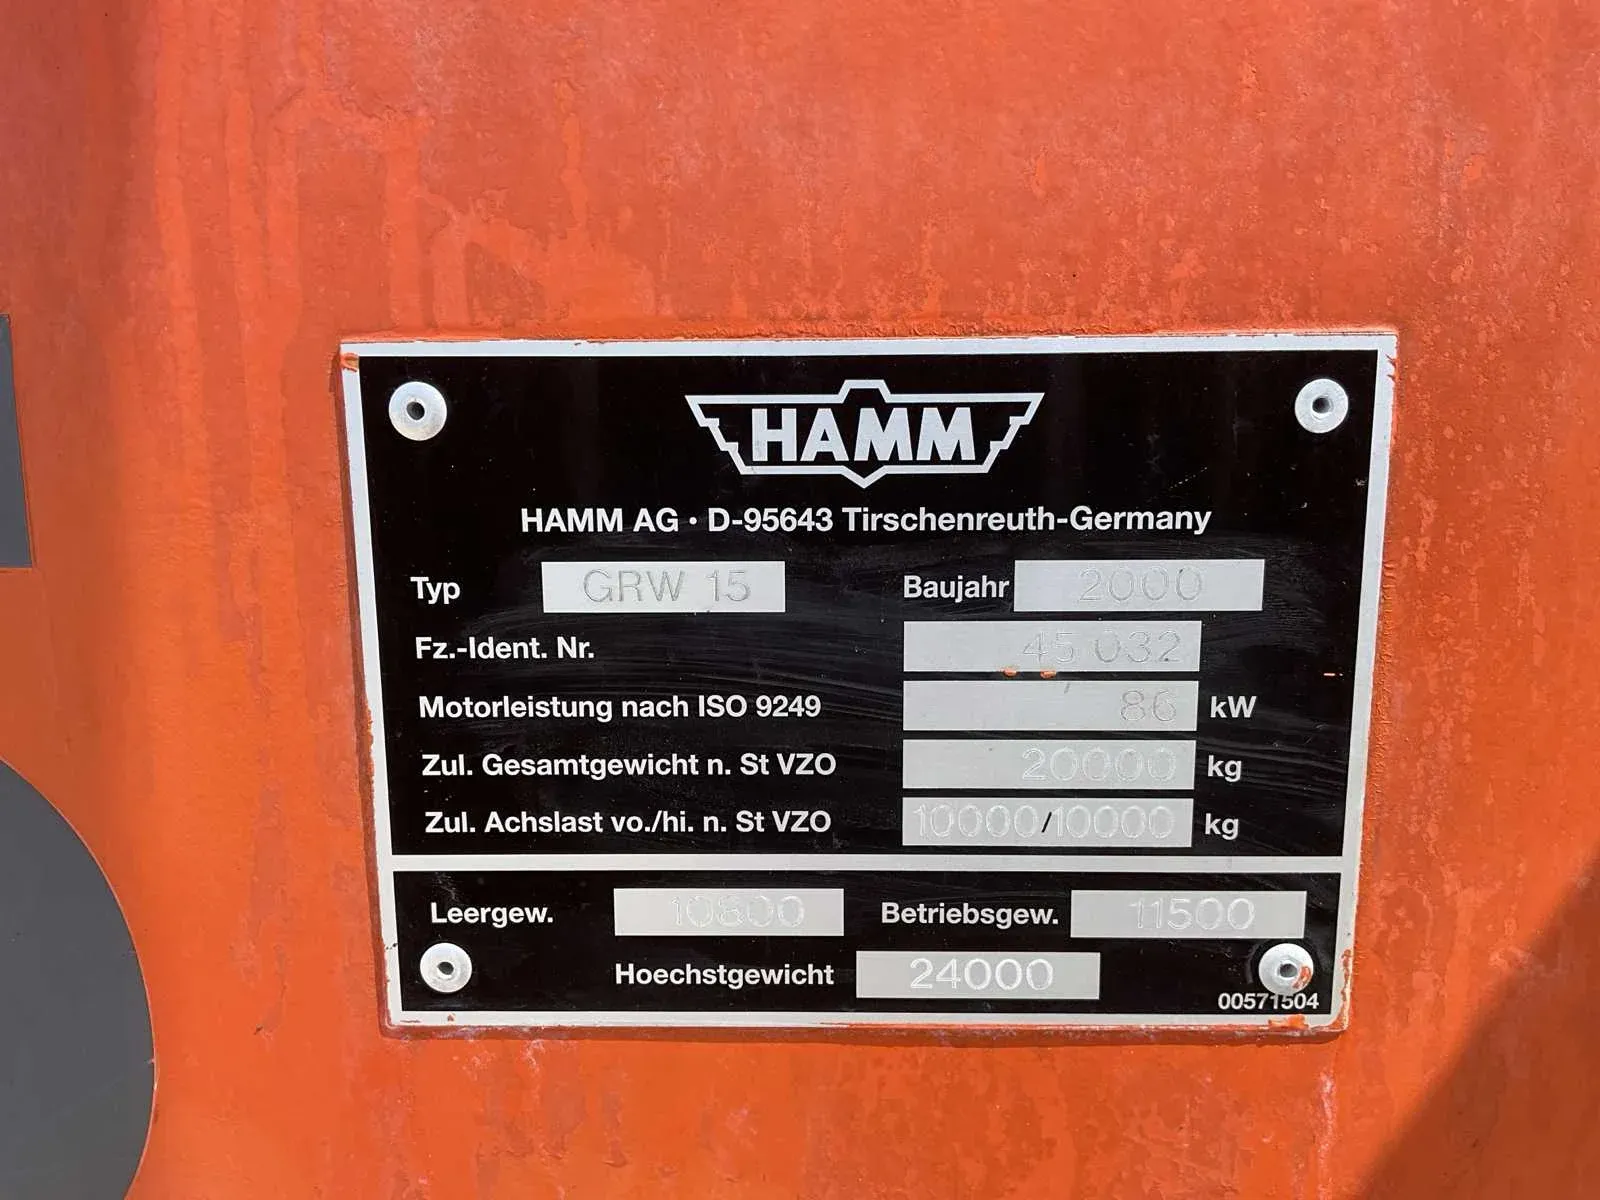 HAMM
HAMM AG • D-95643 Tirschenreuth-Germany
Typ GRW 15 Baujahr 2000
Fz.-Ident. Nr. 45 032
Motorleistung nach ISO 9249 86 kW
Zul. Gesamtgewicht n. St VZO 20000 kg
Zul. Achslast vo./hi. n. St VZO 10000/10000 kg
Leergew. 10800 Betriebsgew. 11500
Hoechstgewicht 24000
00571504